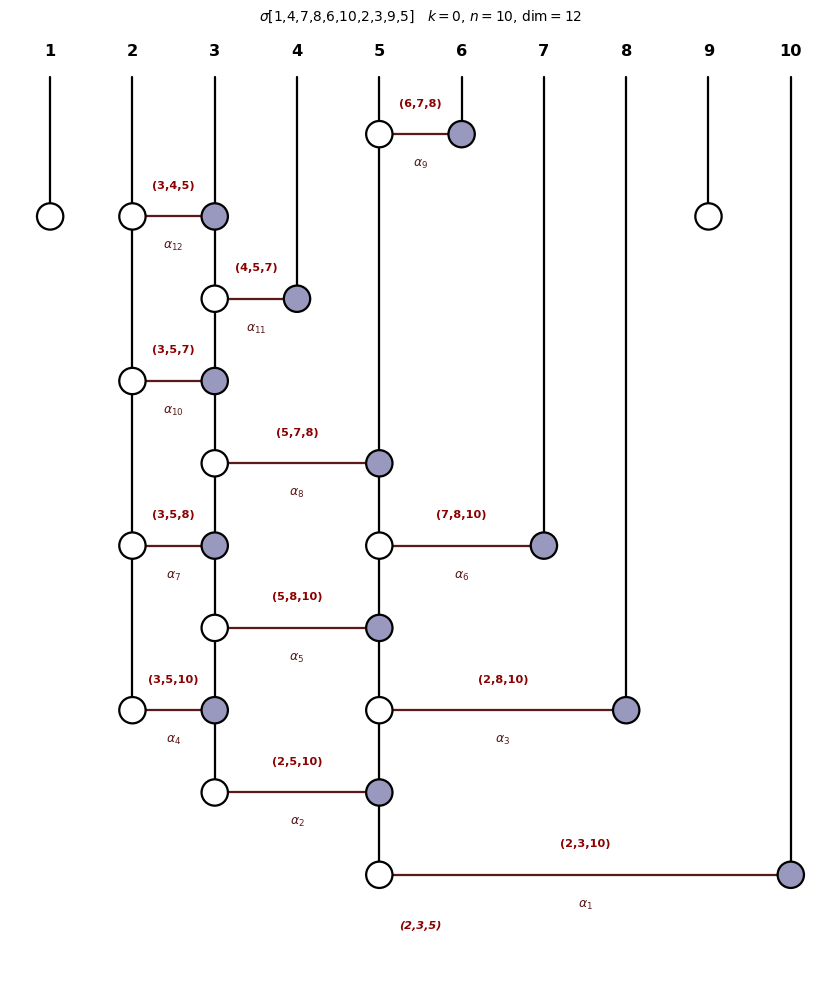 σ[1,4,7,8,6,10,2,3,9,5] k=0, n=10, dim=12
1 2 3 4 5 6 7 8 9 10
(6,7,8)
α₉
(3,4,5)
α₁₂
(4,5,7)
α₁₁
(3,5,7)
α₁₀
(5,7,8)
α₈
(3,5,8) (7,8,10)
α₇ α₆
(5,8,10)
α₅
(3,5,10) (2,8,10)
α₄ α₃
(2,5,10)
α₂
(2,3,10)
α₁
(2,3,5)